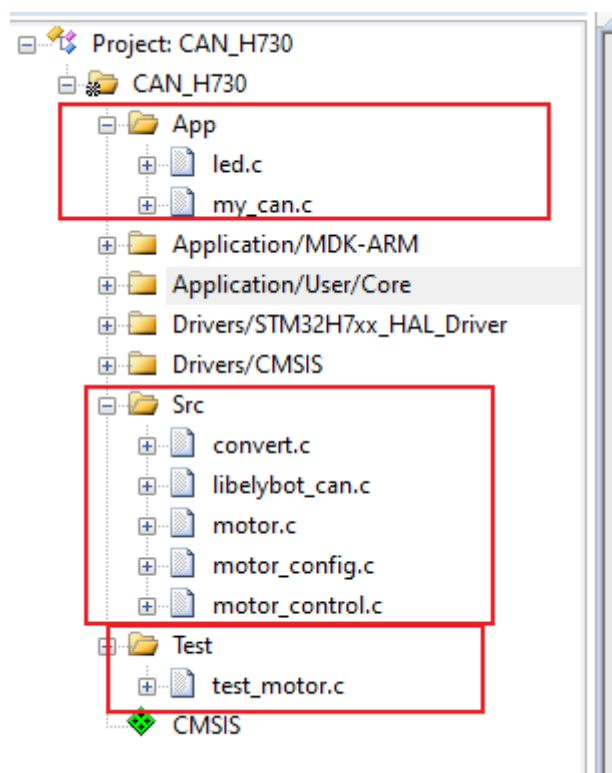 Project: CAN_H730
CAN_H730
App
led.c
my_can.c
Application/MDK-ARM
Application/User/Core
Drivers/STM32H7xx_HAL_Driver
Drivers/CMSIS
Src
convert.c
libelybot_can.c
motor.c
motor_config.c
motor_control.c
Test
test_motor.c
CMSIS